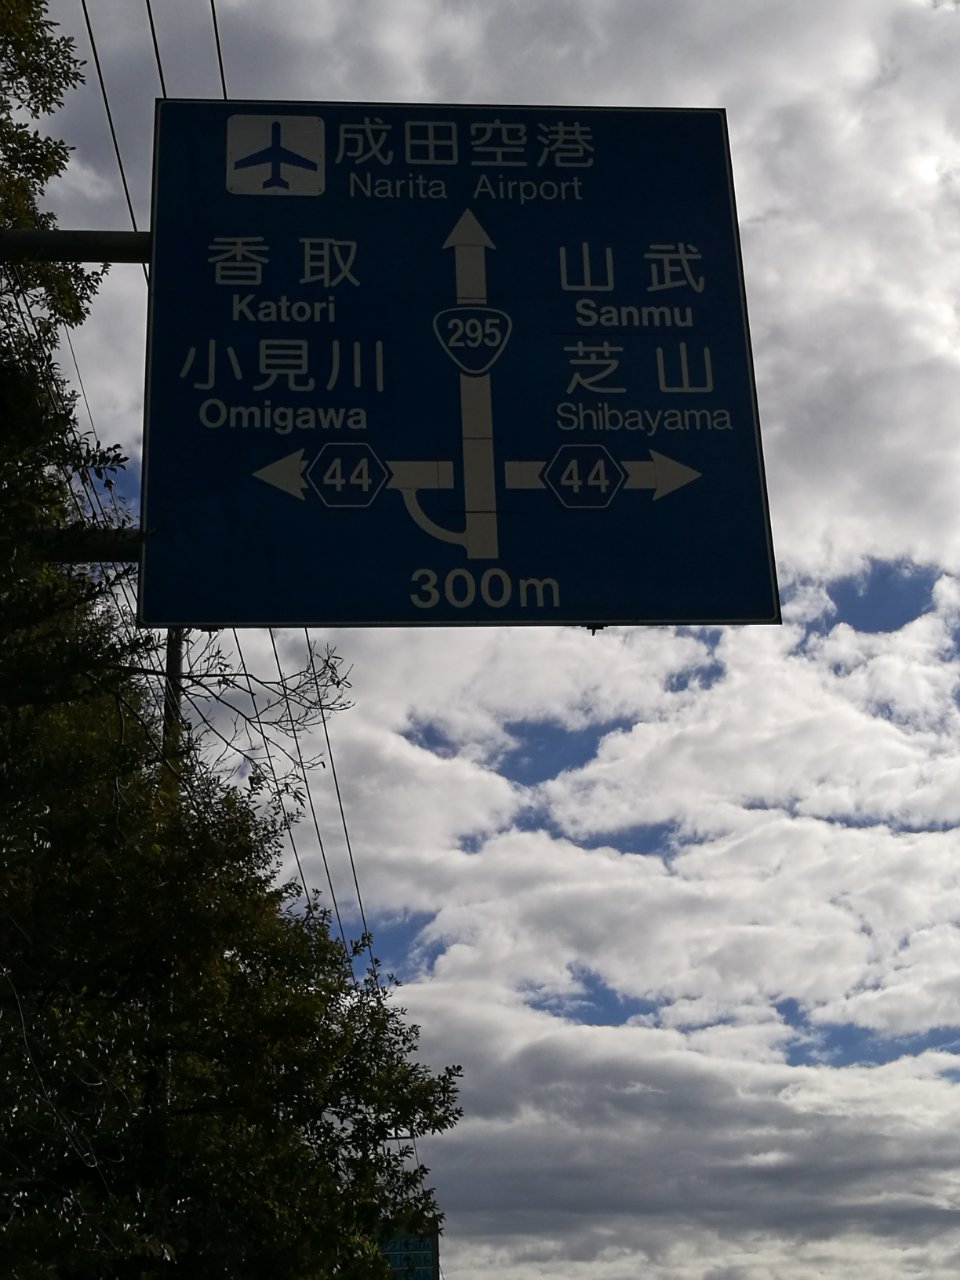 成田空港
Narita Airport
香取
Katori
山武
Sanmu
295
小見川
Omigawa
芝山
Shibayama
44
44
300m